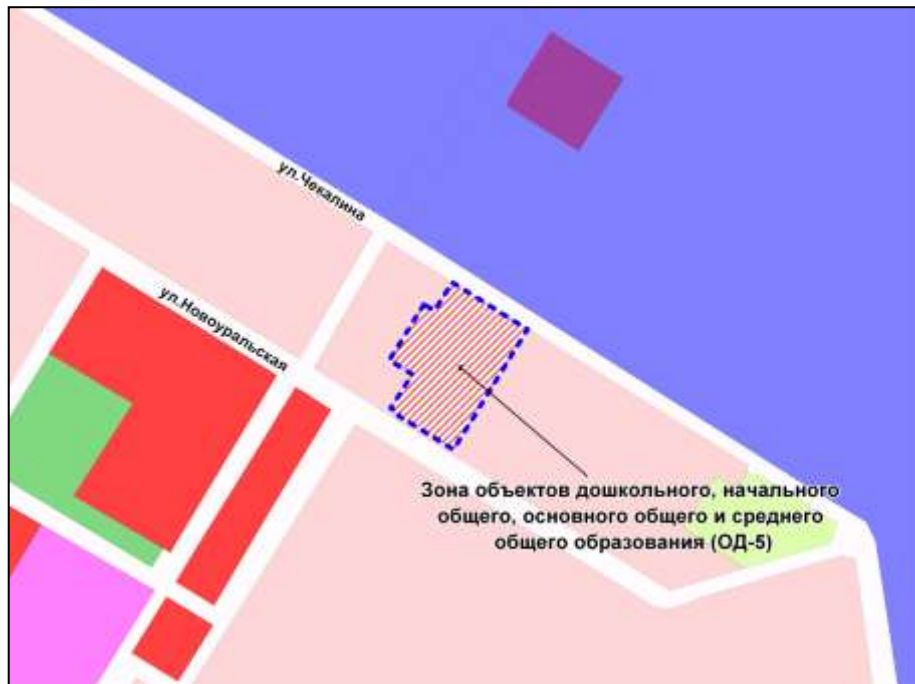 ул.Чекалина
ул.Новоуральская
Зона объектов дошкольного, начального
общего, основного общего и среднего
общего образования (ОД-5)